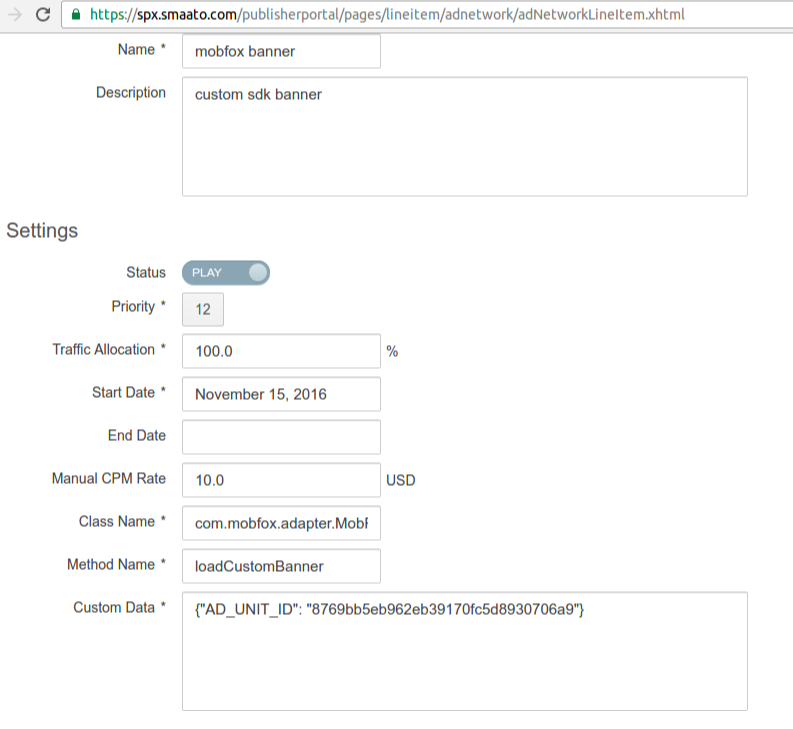 https://spx.smaato.com/publisherportal/pages/lineitem/adnetwork/adNetworkLineItem.xhtml
Name * mobfox banner
Description custom sdk banner
Settings
Status PLAY
Priority * 12
Traffic Allocation * 100.0 %
Start Date * November 15, 2016
End Date
Manual CPM Rate 10.0 USD
Class Name * com.mobfox.adapter.MobF
Method Name * loadCustomBanner
Custom Data * {"AD_UNIT_ID": "8769bb5eb962eb39170fc5d8930706a9"}